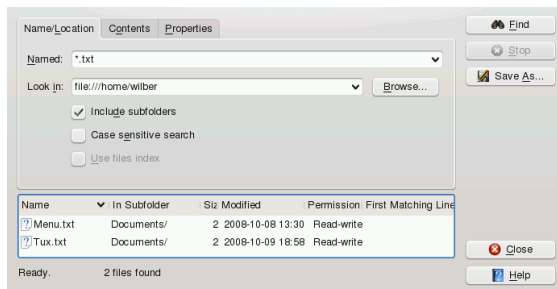 Name/Location Contents Properties
Find
Stop
Save As...
Named: *.txt
Look in: file:///home/wilber Browse...
Include subfolders
Case sensitive search
Use files index
Name In Subfolder Siz Modified Permission First Matching Line
Menu.txt Documents/ 2 2008-10-08 13:30 Read-write
Tux.txt Documents/ 2 2008-10-09 18:58 Read-write
Close
Ready. 2 files found
Help